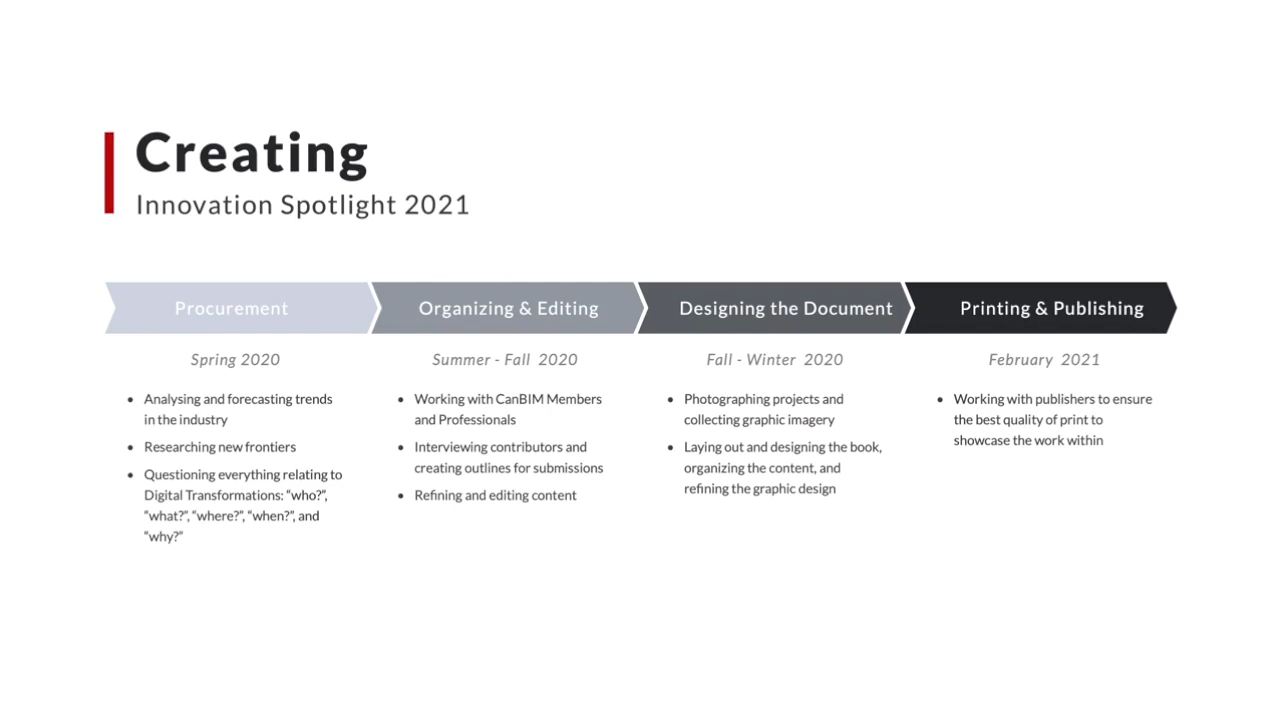 Creating
Innovation Spotlight 2021
Procurement
Organizing & Editing
Designing the Document
Printing & Publishing
Spring 2020
Summer - Fall 2020
Fall - Winter 2020
February 2021
• Analysing and forecasting trends
in the industry
• Researching new frontiers
• Questioning everything relating to
Digital Transformations: “who?”,
“what?”, “where?”, “when?”, and
“why?”
• Working with CanBIM Members
and Professionals
• Interviewing contributors and
creating outlines for submissions
• Refining and editing content
• Photographing projects and
collecting graphic imagery
• Laying out and designing the book,
organizing the content, and
refining the graphic design
• Working with publishers to ensure
the best quality of print to
showcase the work within